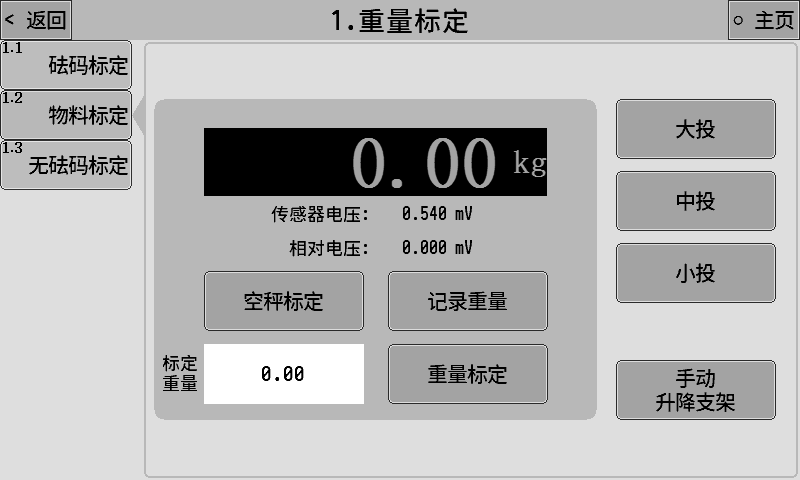 < 返回
1.重量标定
○ 主页
1.1
砝码标定
1.2
物料标定
1.3
无砝码标定
0.00 kg
传感器电压: 0.540 mV
相对电压: 0.000 mV
空秤标定
记录重量
标定
重量
0.00
重量标定
大投
中投
小投
手动
升降支架